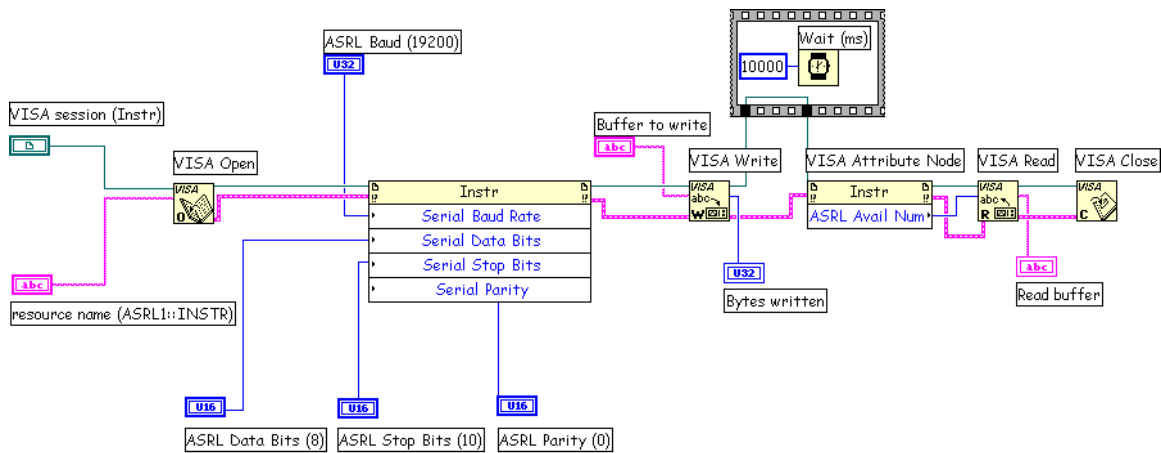 ASRL Baud (19200)
U32
Wait (ms)
10000
VISA session (Instr)
Buffer to write
abc
VISA Open
VISA Write
VISA Attribute Node
VISA Read
VISA Close
VISA
O
Instr
Serial Baud Rate
Serial Data Bits
Serial Stop Bits
Serial Parity
VISA
abc
W
Instr
ASRL Avail Num
VISA
abc
R
VISA
C
abc
resource name (ASRL1::INSTR)
U32
Bytes written
abc
Read buffer
U16
U16
U16
ASRL Data Bits (8)
ASRL Stop Bits (10)
ASRL Parity (0)